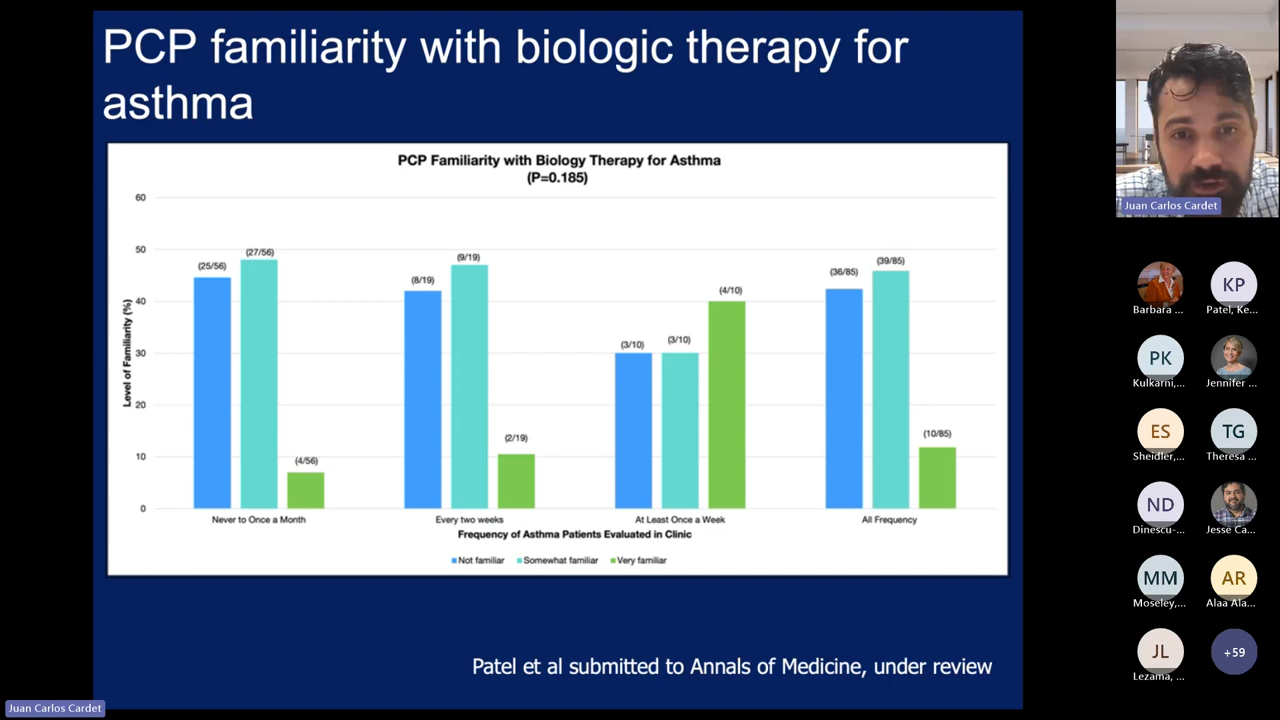 PCP familiarity with biologic therapy for
asthma
PCP Familiarity with Biology Therapy for Asthma
(P=0.185)
Level of Familiarity (%)
60
50
40
30
20
10
0
(25/56)
(27/56)
(4/56)
(8/19)
(9/19)
(2/19)
(3/10)
(3/10)
(4/10)
(36/85)
(39/85)
(10/85)
Never to Once a Month
Every two weeks
At Least Once a Week
All Frequency
Frequency of Asthma Patients Evaluated in Clinic
Not familiar
Somewhat familiar
Very familiar
Patel et al submitted to Annals of Medicine, under review
Juan Carlos Cardet
Juan Carlos Cardet
Barbara ...
KP
Patel, Ke...
PK
Kulkarni,...
Jennifer ...
ES
Sheidler,...
TG
Theresa ...
ND
Dinescu-...
Jesse Ca...
MM
Moseley,...
AR
Alaa Ala...
JL
Lezama, ...
+59